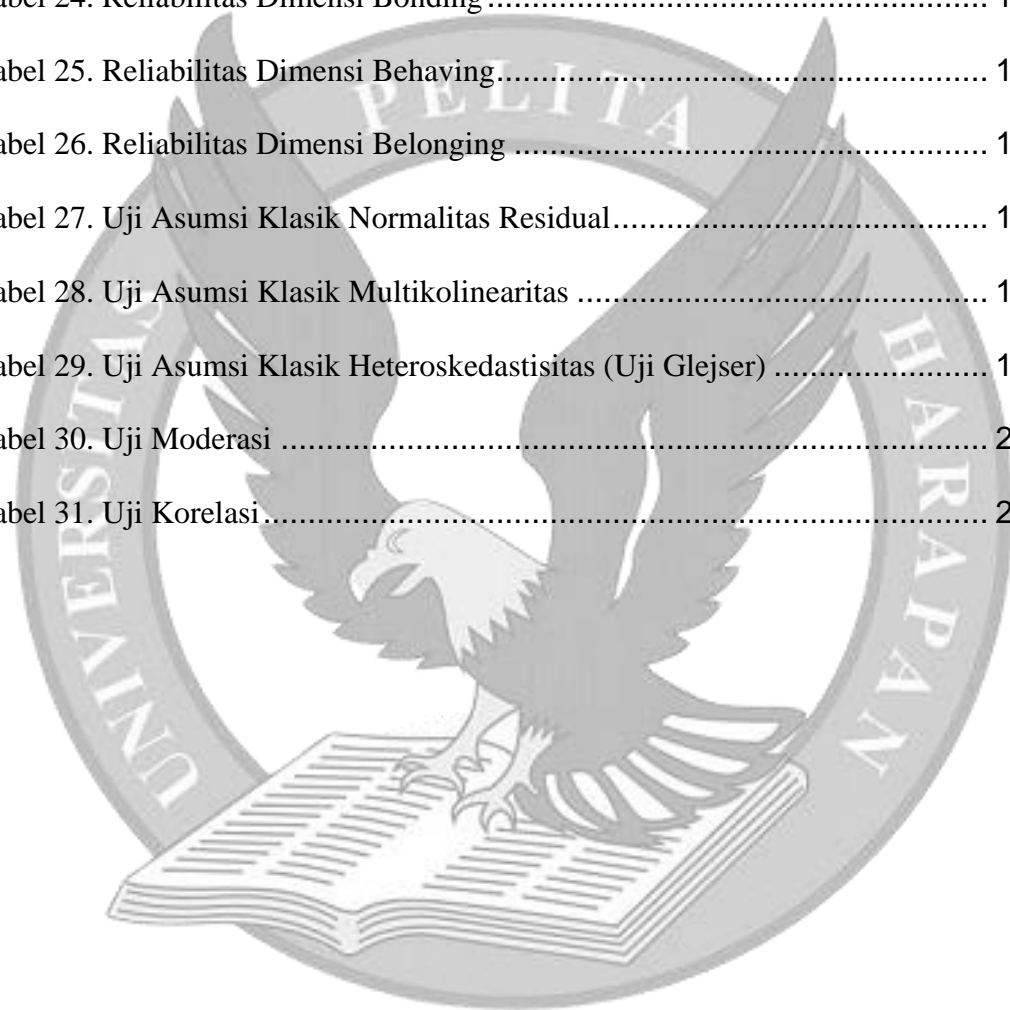 abel 24. Reliabilitas Dimensi Bonding ........................................................ 1
abel 25. Reliabilitas Dimensi Behaving....................................................... 1
abel 26. Reliabilitas Dimensi Belonging ..................................................... 1
abel 27. Uji Asumsi Klasik Normalitas Residual.......................................... 1
abel 28. Uji Asumsi Klasik Multikolinearitas .............................................. 1
abel 29. Uji Asumsi Klasik Heteroskedastisitas (Uji Glejser) ........................ 1
abel 30. Uji Moderasi ............................................................................... 2
abel 31. Uji Korelasi................................................................................. 2
UNIVERSITAS PELITA HARAPAN